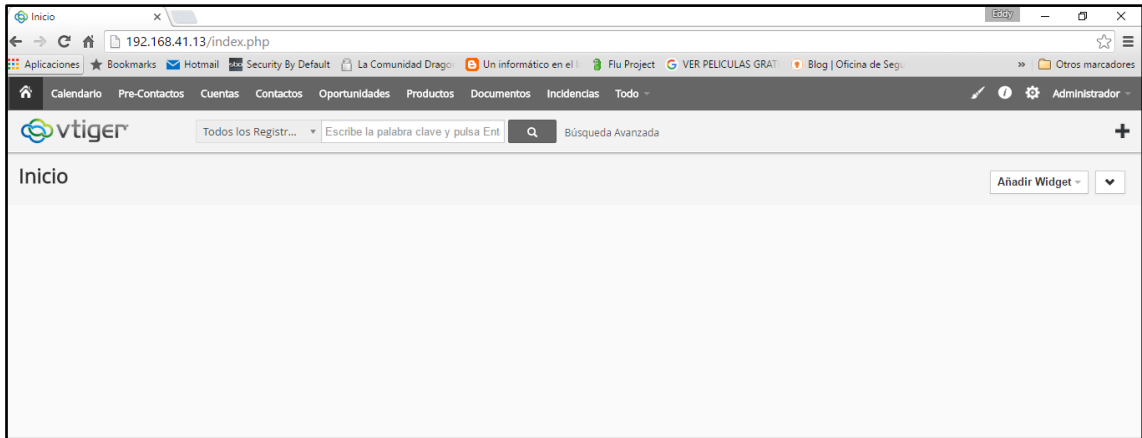 Inicio
Eddy
192.168.41.13/index.php
Aplicaciones Bookmarks Hotmail Security By Default La Comunidad Drago Un informático en el Flu Project VER PELICULAS GRAT Blog | Oficina de Segu » Otros marcadores
Calendario Pre-Contactos Cuentas Contactos Oportunidades Productos Documentos Incidencias Todo Administrador
vtiger Todos los Registr... Escribe la palabra clave y pulsa Ent Búsqueda Avanzada
Inicio
Añadir Widget